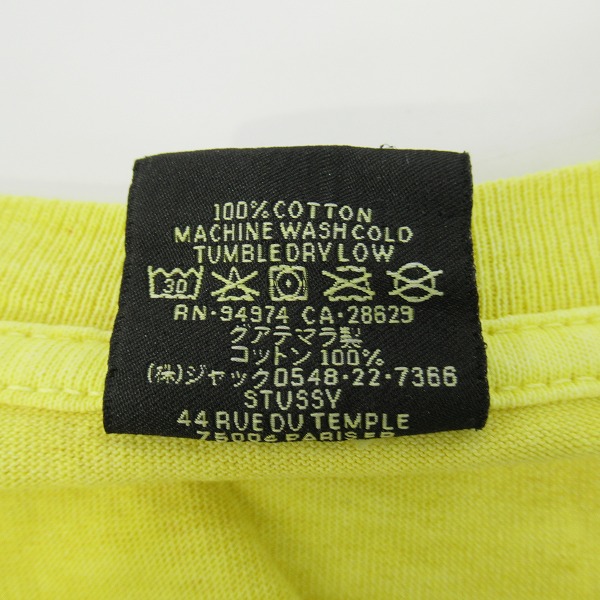 100% COTTON
MACHINE WASH COLD
TUMBLE DRY LOW
30
RN-94974 CA-28629
グアテマラ製
コットン 100%
(株)ジャック0548-22-7366
STUSSY
44 RUE DU TEMPLE
PARIS